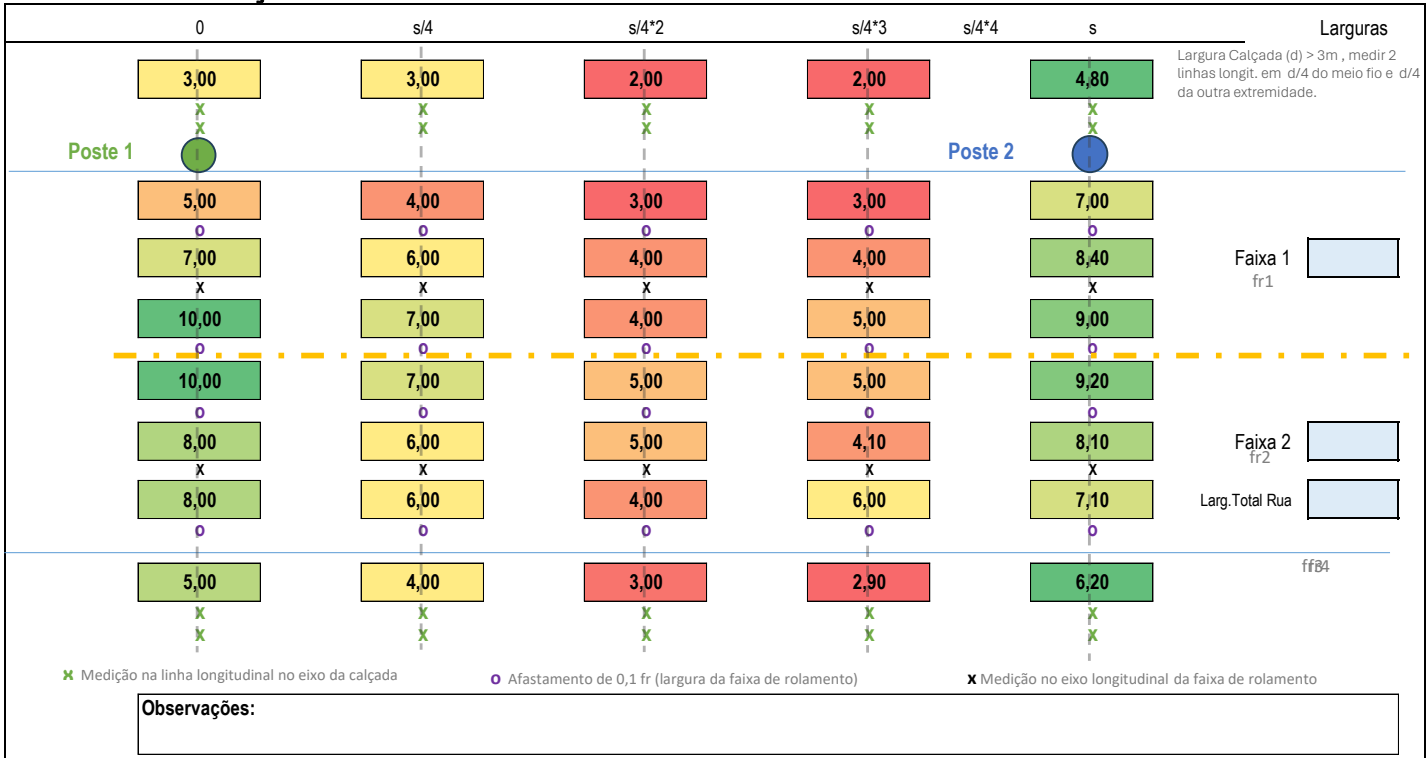 0 s/4 s/4*2 s/4*3 s/4*4 s Larguras
Largura Calçada (d) > 3m , medir 2
linhas longit. em d/4 do meio fio e d/4
da outra extremidade.
3,00 3,00 2,00 2,00 4,80
x x x x x
x x x x x
Poste 1 Poste 2
5,00 4,00 3,00 3,00 7,00
o o o o o
7,00 6,00 4,00 4,00 8,40 Faixa 1
fr1
x x x x x
10,00 7,00 4,00 5,00 9,00
o o o o o
10,00 7,00 5,00 5,00 9,20
o o o o o
8,00 6,00 5,00 4,10 8,10 Faixa 2
fr2
x x x x x
8,00 6,00 4,00 6,00 7,10 Larg.Total Rua
o o o o o
5,00 4,00 3,00 2,90 6,20
x x x x x
x x x x x
x Medição na linha longitudinal no eixo da calçada o Afastamento de 0,1 fr (largura da faixa de rolamento) x Medição no eixo longitudinal da faixa de rolamento
Observações: